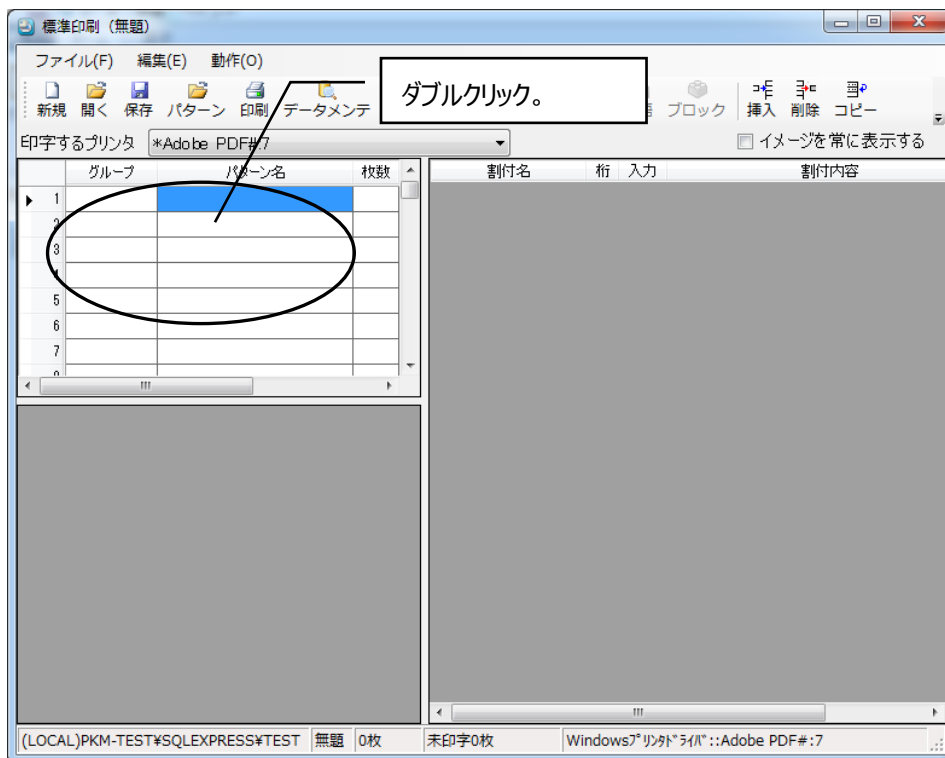 標準印刷（無題）
ファイル(F) 編集(E) 動作(O)
ダブルクリック。
新規 開く 保存 パターン 印刷 データメンテ ブロック 挿入 削除 コピー
印字するプリンタ *Adobe PDF#:7 イメージを常に表示する
グループ パターン名 枚数 割付名 桁 入力 割付内容
1
2
3
4
5
6
7
(LOCAL)PKM-TEST¥SQLEXPRESS¥TEST 無題 0枚 未印字0枚 Windowsﾌﾟﾘﾝﾀﾄﾞﾗｲﾊﾞ::Adobe PDF#:7